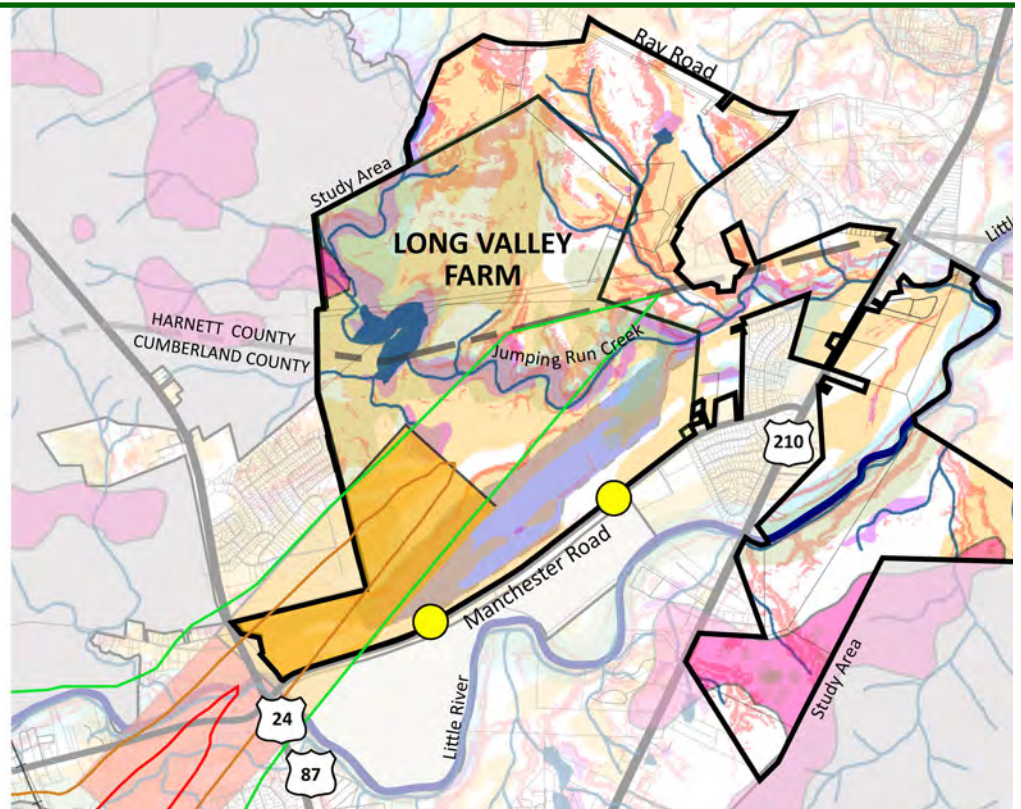 Ray Road
Study Area
LONG VALLEY
FARM
Little
HARNETT COUNTY
CUMBERLAND COUNTY
Jumping Run Creek
210
Manchester Road
Little River
Study Area
24
87